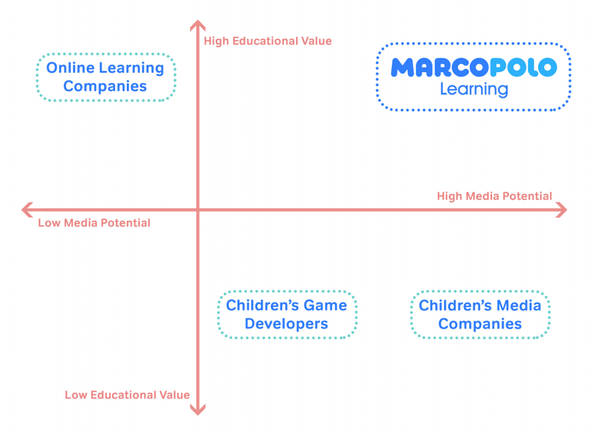 High Educational Value
Online Learning
Companies
MARCOPOLO
Learning
High Media Potential
Low Media Potential
Children’s Game
Developers
Children’s Media
Companies
Low Educational Value